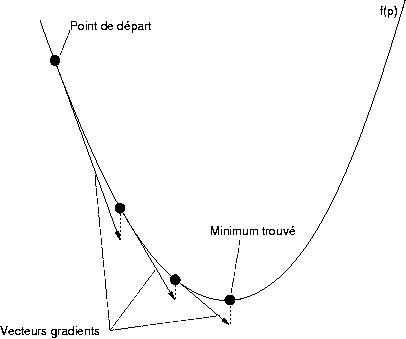 f(p)
Point de départ
Minimum trouvé
Vecteurs gradients